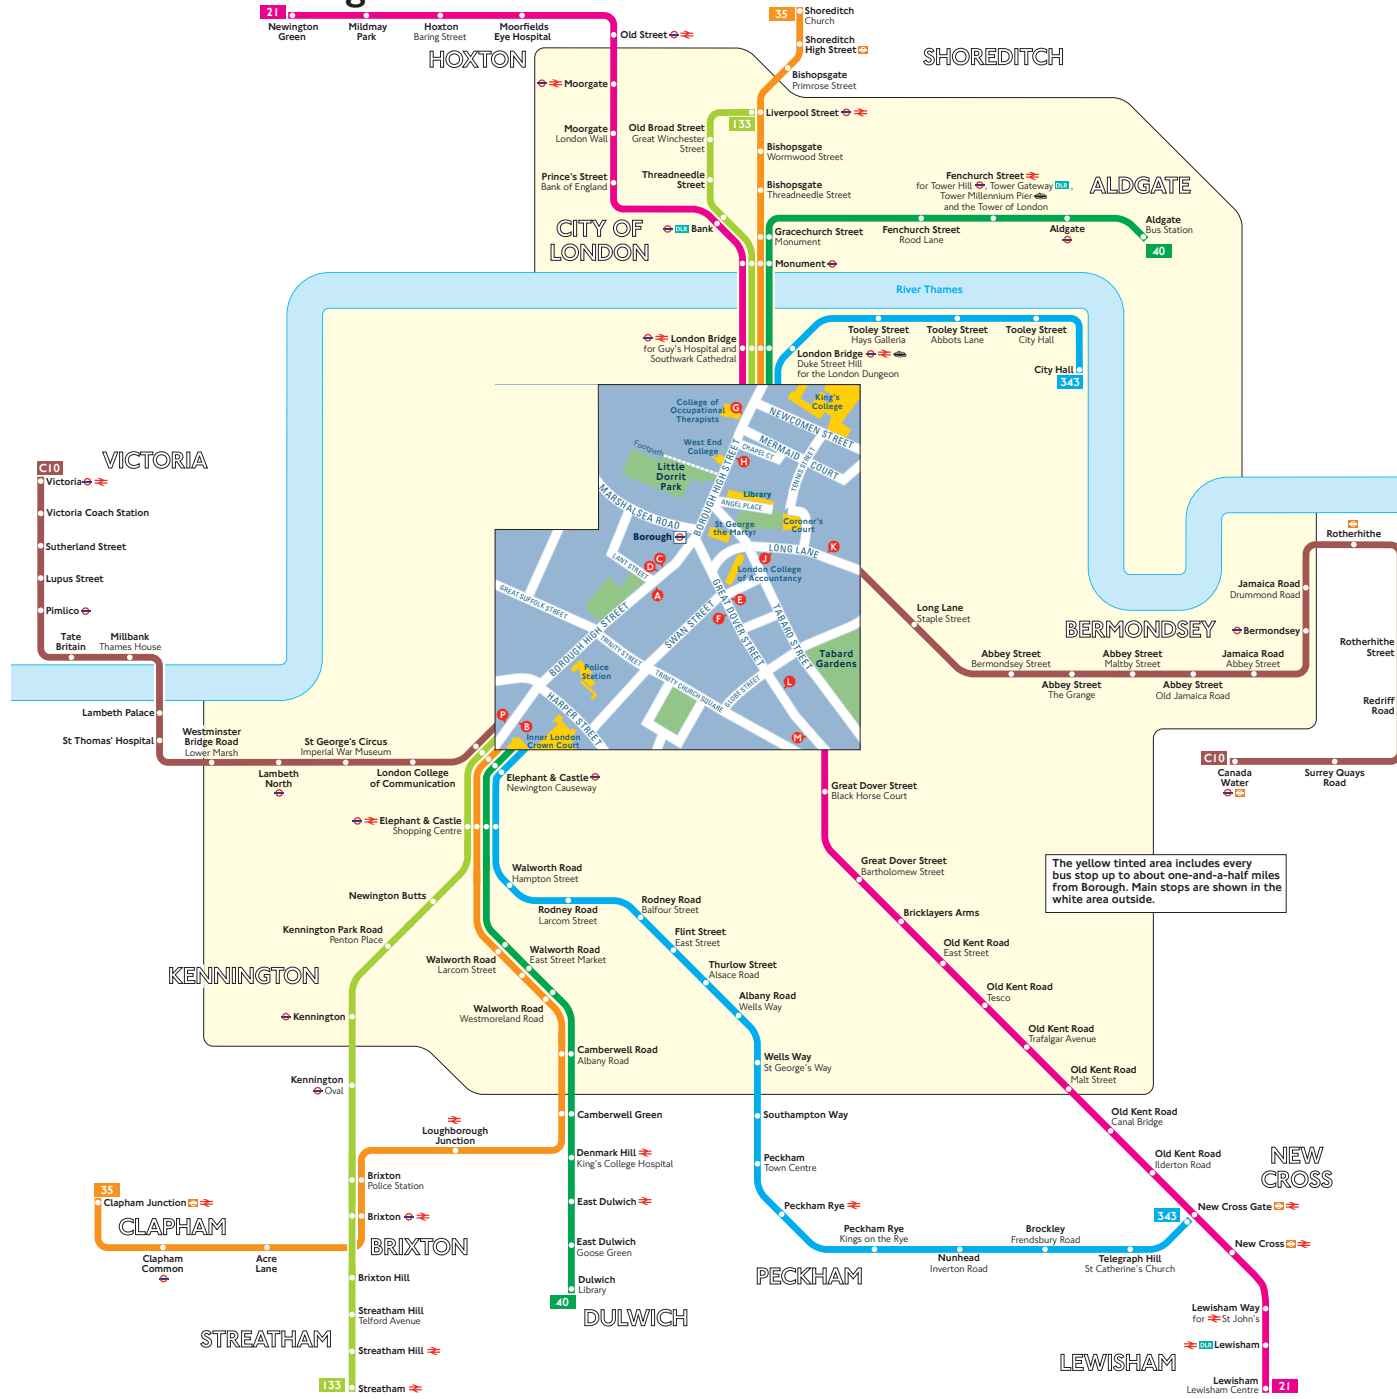 21
Newington
Green
Mildmay
Park
Hoxton
Baring Street
Moorfields
Eye Hospital
HOXTON
Old Street
Moorgate
Moorgate
London Wall
Prince's Street
Bank of England
CITY OF
LONDON
DLR Bank
35
Shoreditch
Church
Shoreditch
High Street
SHOREDITCH
Bishopsgate
Primrose Street
Liverpool Street
133
Old Broad Street
Great Winchester
Street
Threadneedle
Street
Bishopsgate
Wormwood Street
Bishopsgate
Threadneedle Street
Gracechurch Street
Monument
Monument
Fenchurch Street
for Tower Hill , Tower Gateway DLR ,
Tower Millennium Pier
and the Tower of London
ALDGATE
Fenchurch Street
Rood Lane
Aldgate
Aldgate
Bus Station
40
River Thames
London Bridge
for Guy's Hospital and
Southwark Cathedral
London Bridge
Duke Street Hill
for the London Dungeon
Tooley Street
Hays Galleria
Tooley Street
Abbots Lane
Tooley Street
City Hall
City Hall
343
College of
Occupational
Therapists
G
King's
College
NEWCOMEN STREET
West End
College
H
CHAPEL CT
MERMAID COURT
TENNIS STREET
Footpath
Little
Dorrit
Park
BOROUGH HIGH STREET
MARSHALSEA ROAD
Library
ANGEL PLACE
St George
the Martyr
Coroner's
Court
Borough
LONG LANE
K
J
London College
of Accountancy
C
D
A
LANT STREET
GREAT SUFFOLK STREET
E
F
GREAT DOVER STREET
TABARD STREET
SWAN STREET
BOROUGH HIGH STREET
TRINITY STREET
TRINITY CHURCH SQUARE
GLOBE STREET
Tabard
Gardens
Police
Station
HARPER STREET
L
M
P
B
Inner London
Crown Court
VICTORIA
C10
Victoria
Victoria Coach Station
Sutherland Street
Lupus Street
Pimlico
Tate
Britain
Millbank
Thames House
Lambeth Palace
St Thomas' Hospital
Westminster
Bridge Road
Lower Marsh
Lambeth
North
St George's Circus
Imperial War Museum
London College
of Communication
Long Lane
Staple Street
Abbey Street
Bermondsey Street
Abbey Street
The Grange
Abbey Street
Maltby Street
Abbey Street
Old Jamaica Road
Jamaica Road
Abbey Street
BERMONDSEY
Bermondsey
Jamaica Road
Drummond Road
Rotherhithe
Rotherhithe
Street
Redriff
Road
Surrey Quays
Road
C10
Canada
Water
Elephant & Castle
Newington Causeway
Elephant & Castle
Shopping Centre
Newington Butts
Kennington Park Road
Penton Place
KENNINGTON
Kennington
Kennington
Oval
Walworth Road
Hampton Street
Rodney Road
Larcom Street
Rodney Road
Balfour Street
Flint Street
East Street
Thurlow Street
Alsace Road
Albany Road
Wells Way
Wells Way
St George's Way
Southampton Way
Peckham
Town Centre
Peckham Rye
Peckham Rye
Kings on the Rye
Nunhead
Inverton Road
Brockley
Frendsbury Road
Telegraph Hill
St Catherine's Church
343
PECKHAM
Walworth Road
East Street Market
Walworth Road
Larcom Street
Walworth Road
Westmoreland Road
Camberwell Road
Albany Road
Camberwell Green
Denmark Hill
King's College Hospital
East Dulwich
East Dulwich
Goose Green
Dulwich
Library
40
DULWICH
Loughborough
Junction
Brixton
Police Station
Brixton
BRIXTON
Brixton Hill
Streatham Hill
Telford Avenue
Streatham Hill
133
Streatham
STREATHAM
35
Clapham Junction
CLAPHAM
Clapham
Common
Acre
Lane
Great Dover Street
Black Horse Court
Great Dover Street
Bartholomew Street
Bricklayers Arms
Old Kent Road
East Street
Old Kent Road
Tesco
Old Kent Road
Trafalgar Avenue
Old Kent Road
Malt Street
Old Kent Road
Canal Bridge
Old Kent Road
Ilderton Road
NEW
CROSS
New Cross Gate
New Cross
Lewisham Way
for St John's
DLR Lewisham
LEWISHAM
Lewisham
Lewisham Centre
21
The yellow tinted area includes every
bus stop up to about one-and-a-half miles
from Borough. Main stops are shown in the
white area outside.